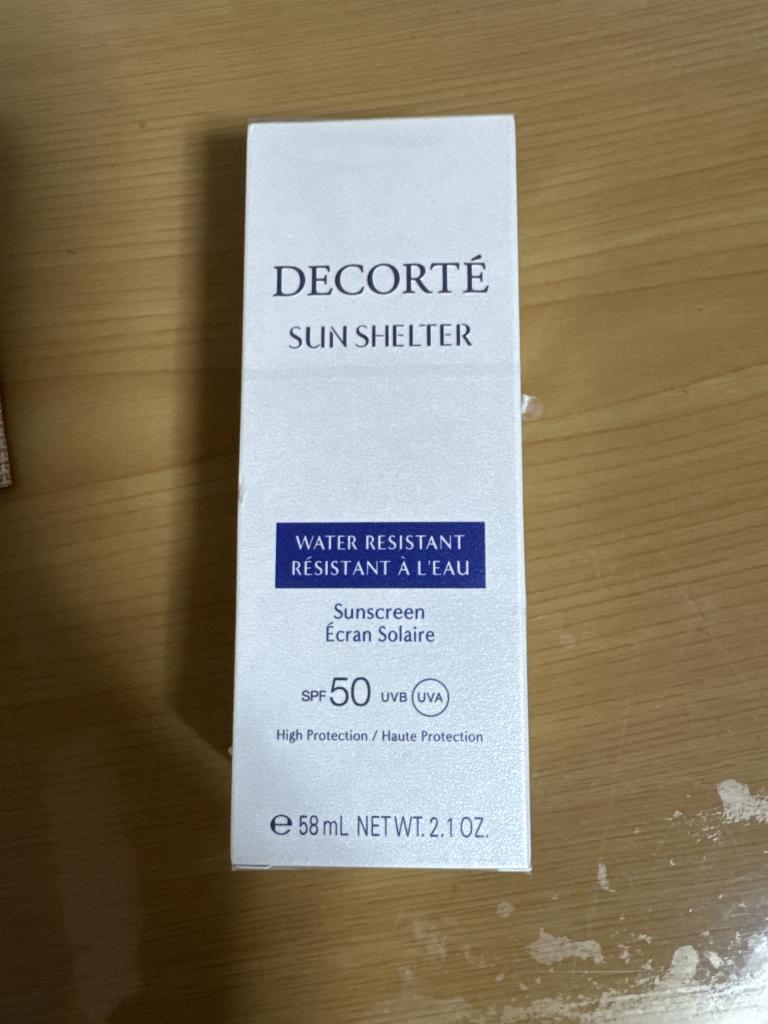 DECORTÉ
SUN SHELTER
WATER RESISTANT
RÉSISTANT À L'EAU
Sunscreen
Écran Solaire
SPF 50 UVB UVA
High Protection / Haute Protection
℮ 58 mL NET WT. 2.1 OZ.